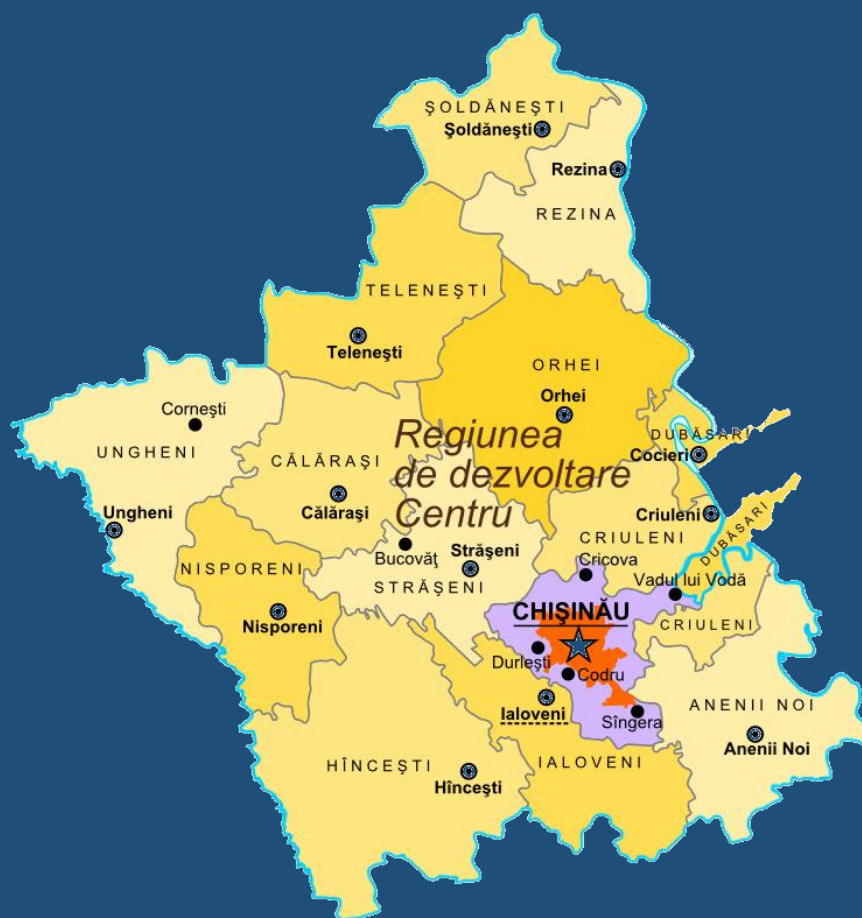 ŞOLDĂNEŞTI
Şoldăneşti
Rezina
REZINA
TELENEŞTI
Teleneşti
ORHEI
Orhei
Corneşti
UNGHENI
Ungheni
CĂLĂRAŞI
Călăraşi
Regiunea
de dezvoltare
Centru
DUBĂSARI
Cocieri
Criuleni
CRIULENI
DUBĂSARI
Bucovăţ
Străşeni
STRĂŞENI
Cricova
Vadul lui Vodă
NISPORENI
Nisporeni
CHIŞINĂU
CRIULENI
Durleşti
Codru
Ialoveni
Sîngera
ANENII NOI
Anenii Noi
HÎNCEŞTI
Hînceşti
IALOVENI